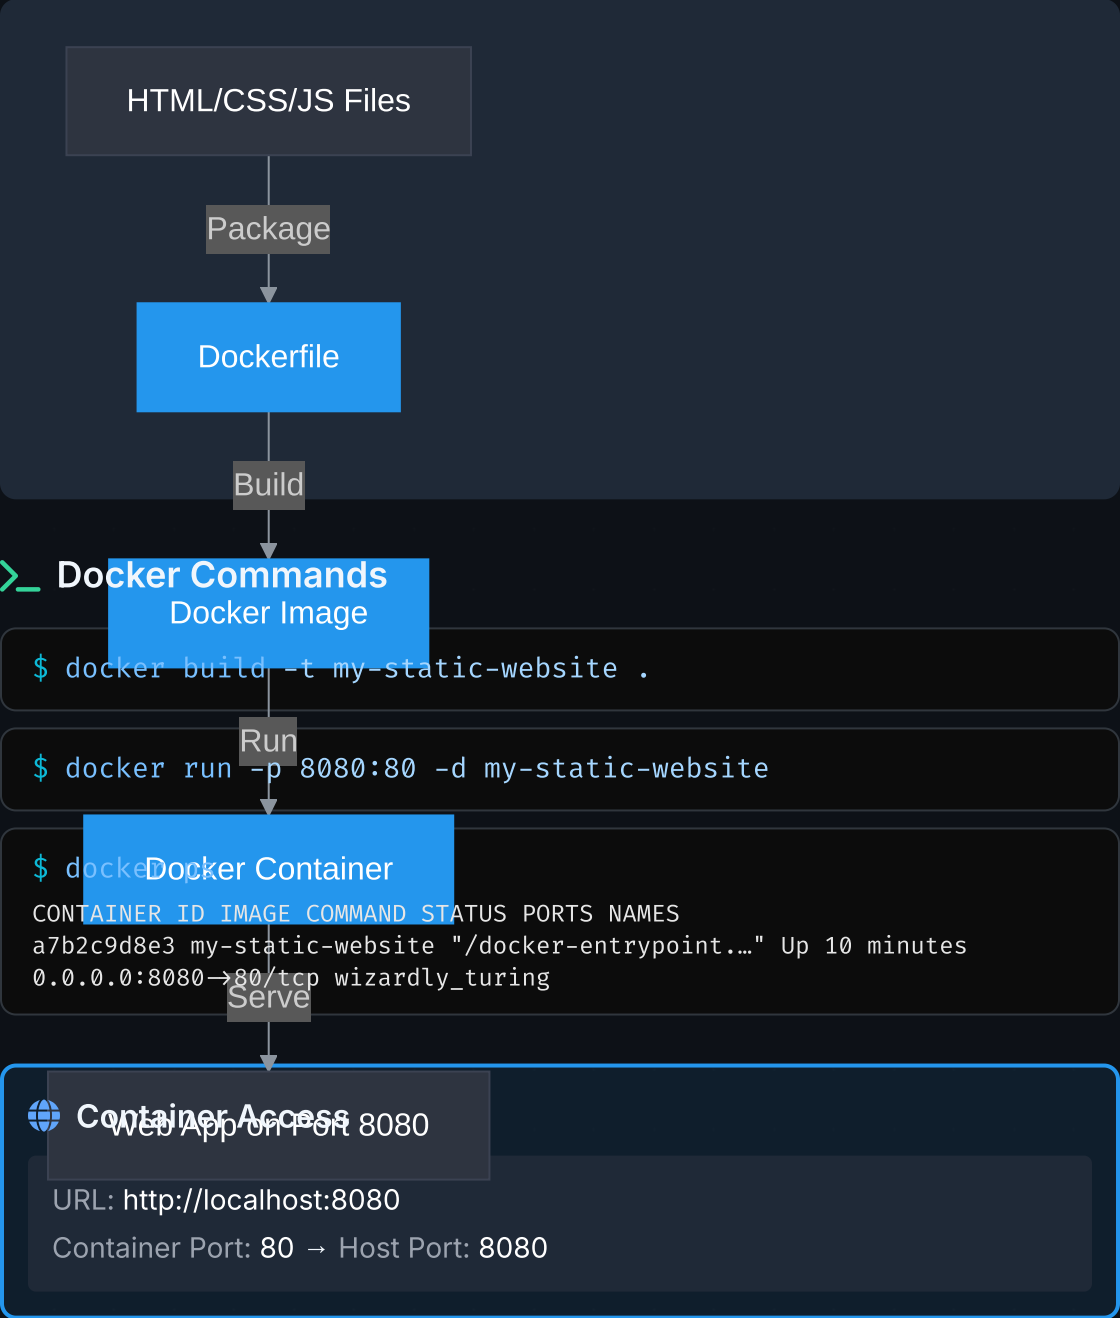 HTML/CSS/JS Files
Package
Dockerfile
Build
Docker Image
Run
Docker Container
Serve
Web App on Port 8080
Docker Commands
$ docker build -t my-static-website .
$ docker run -p 8080:80 -d my-static-website
$ docker ps
CONTAINER ID IMAGE COMMAND STATUS PORTS NAMES
a7b2c9d8e3 my-static-website "/docker-entrypoint.…" Up 10 minutes
0.0.0.0:8080->80/tcp wizardly_turing
Container Access
URL: http://localhost:8080
Container Port: 80 → Host Port: 8080